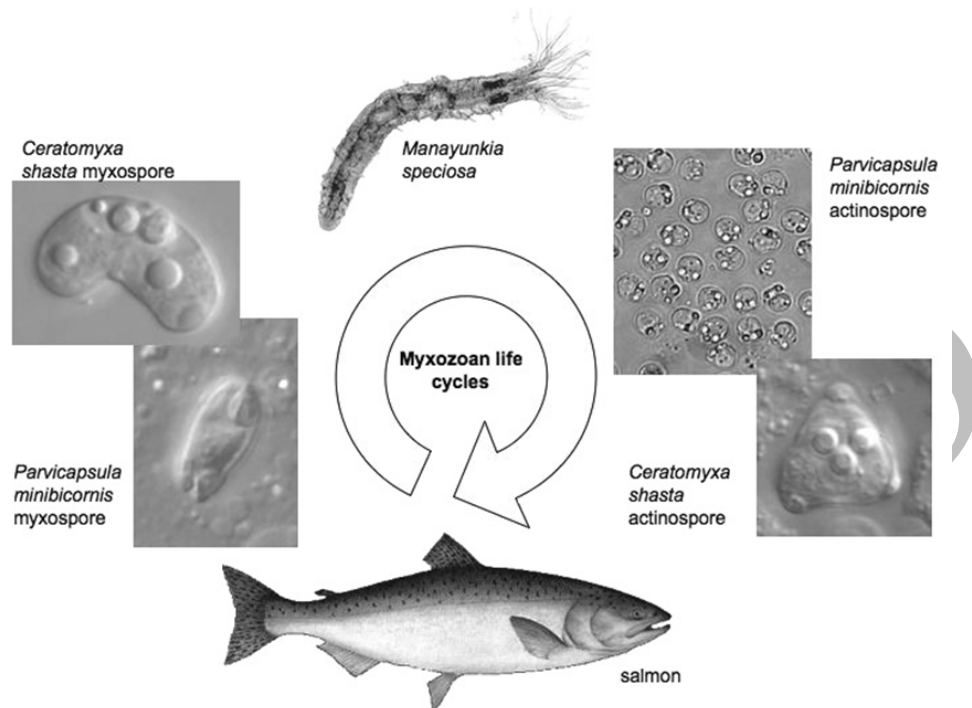 Ceratomyxa
shasta myxospore
Manayunkia
speciosa
Parvicapsula
minibicornis
actinospore
Myxozoan life
cycles
Parvicapsula
minibicornis
myxospore
Ceratomyxa
shasta
actinospore
salmon